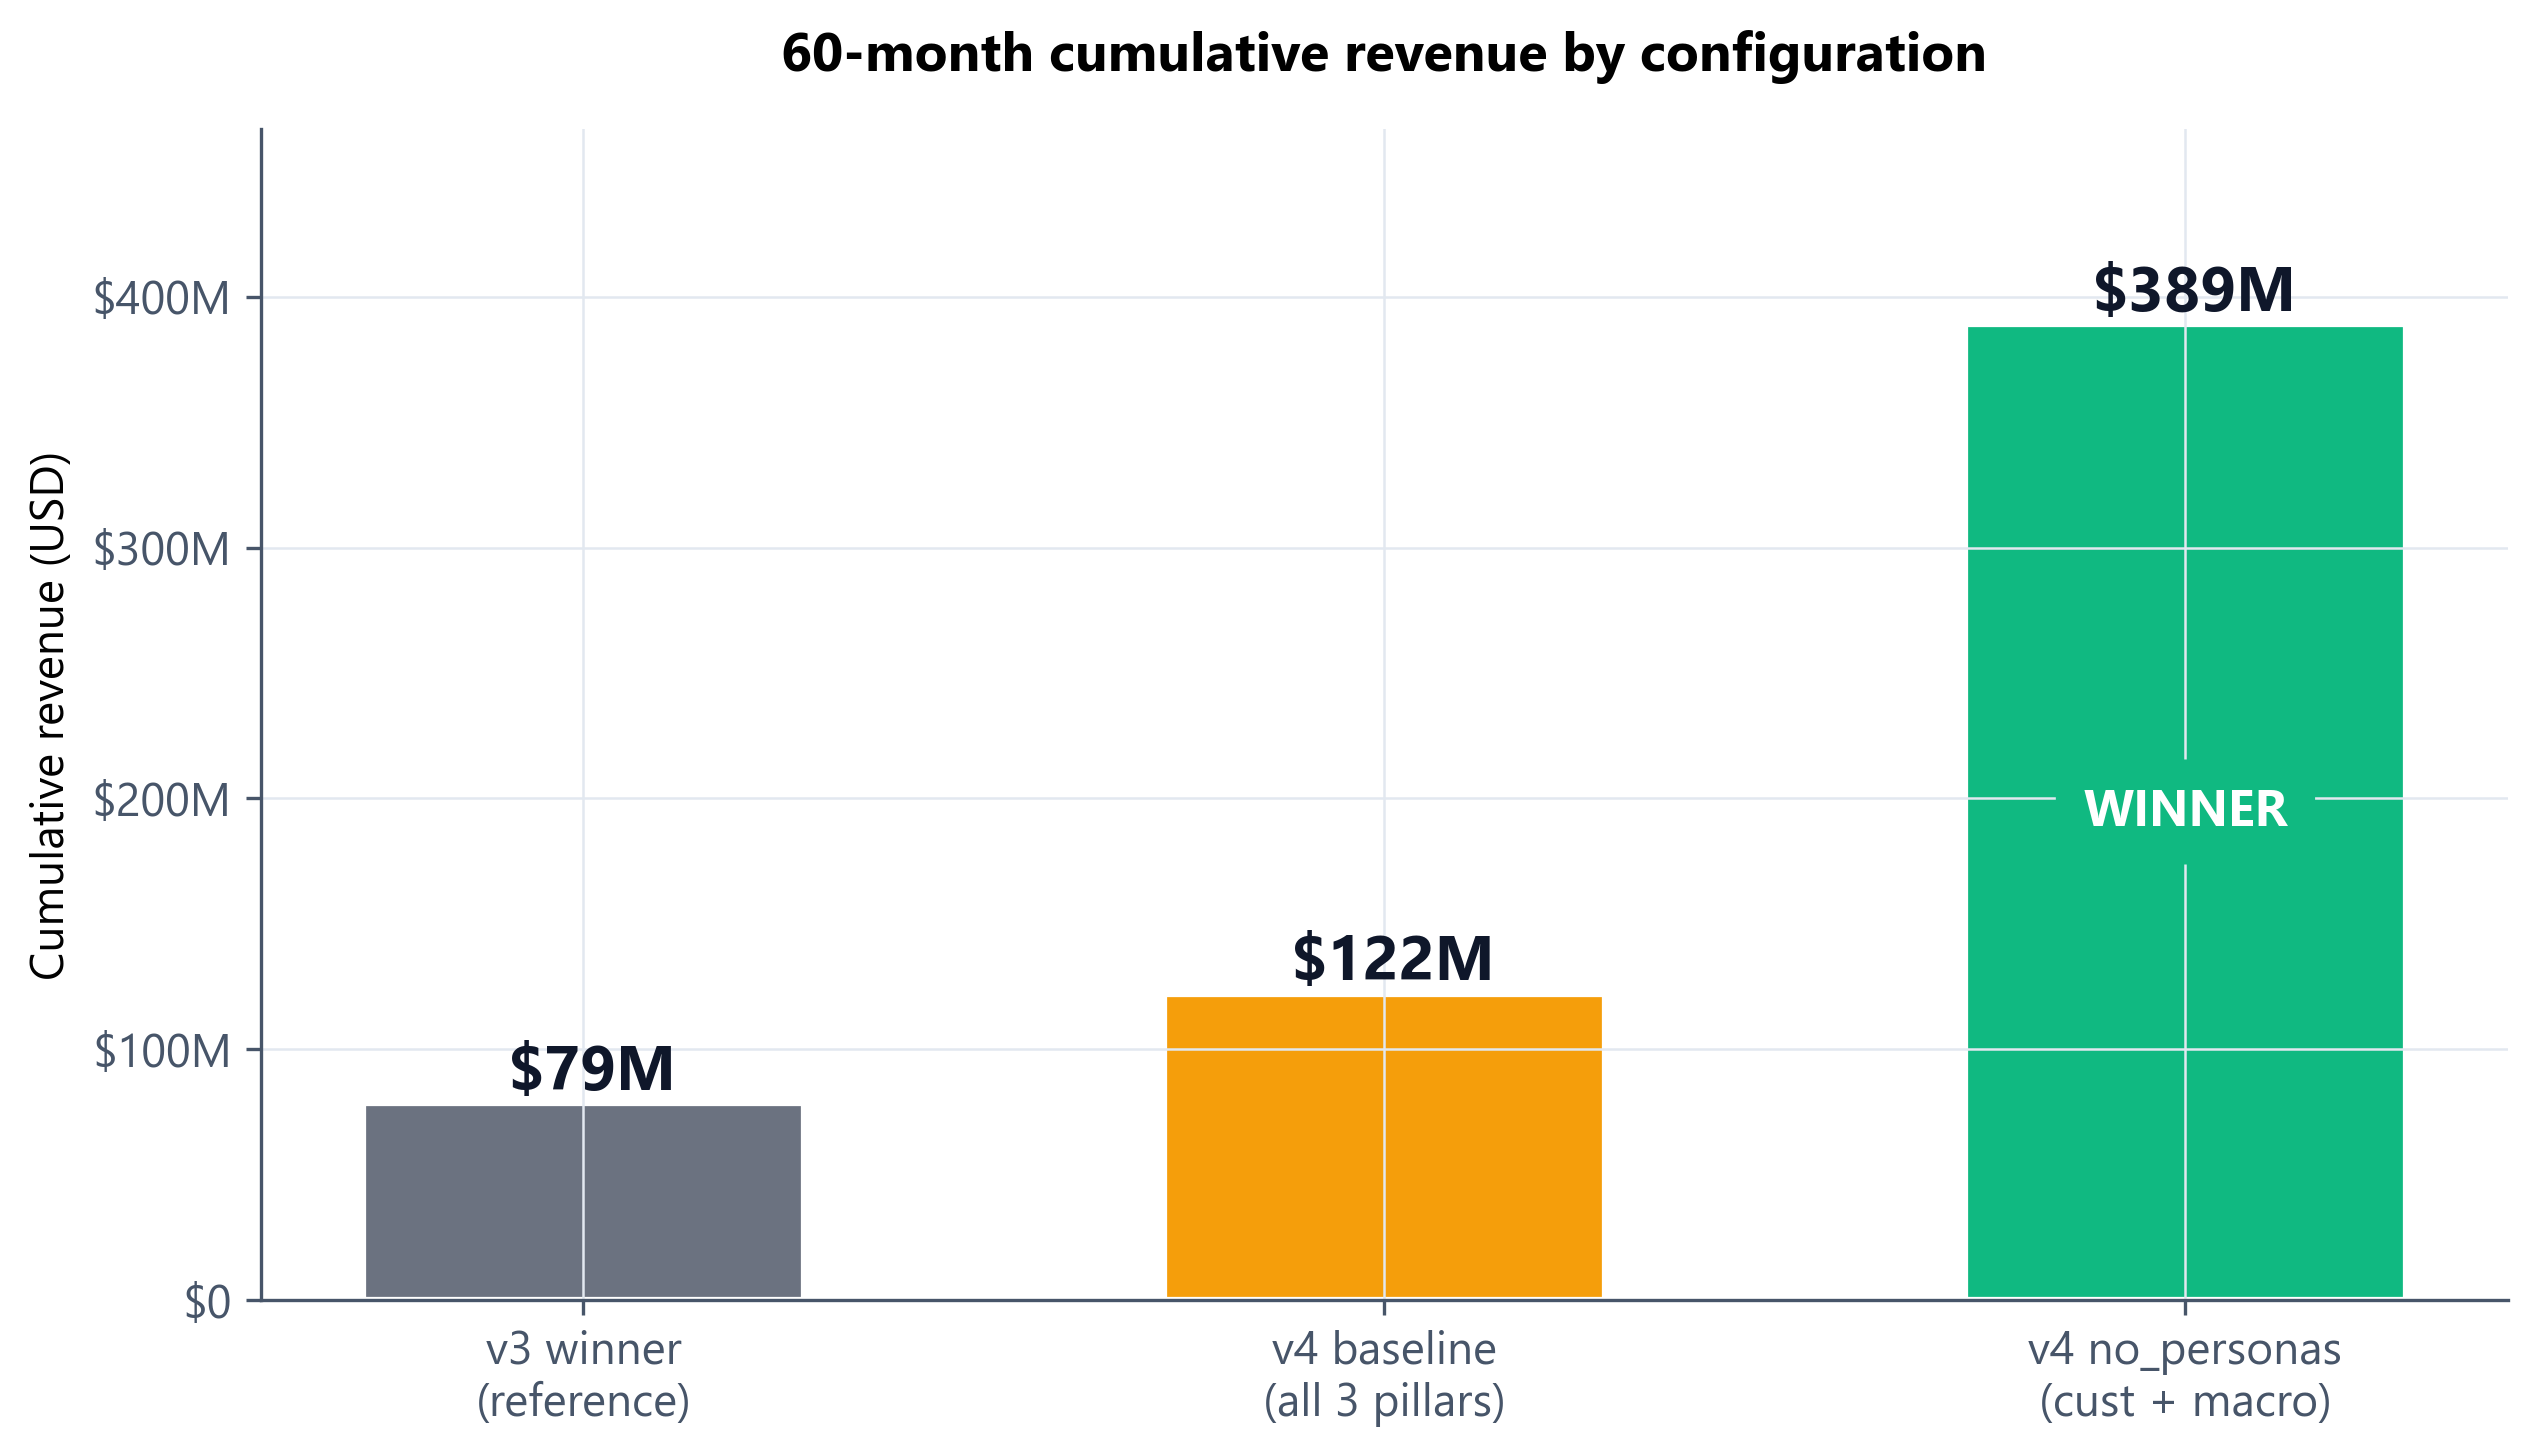 60-month cumulative revenue by configuration
Cumulative revenue (USD)
$400M
$300M
$200M
$100M
$0
$79M
$122M
$389M
WINNER
v3 winner
(reference)
v4 baseline
(all 3 pillars)
v4 no_personas
(cust + macro)